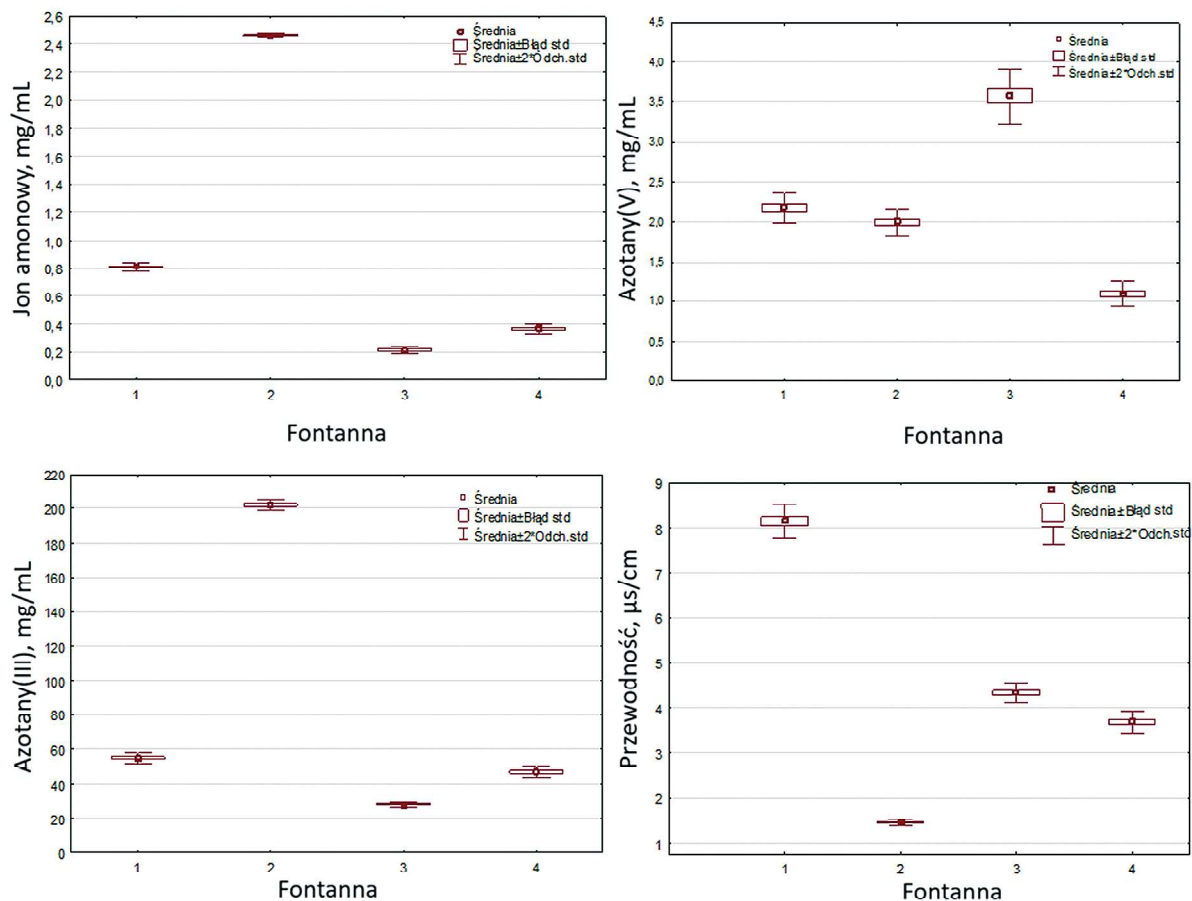 Jon amonowy, mg/mL
2,6
2,4
2,2
2,0
1,8
1,6
1,4
1,2
1,0
0,8
0,6
0,4
0,2
0,0
Średnia
Średnia±Błąd std
Średnia±2*Odch.std
1 2 3 4
Fontanna
Azotany(V), mg/mL
4,5
4,0
3,5
3,0
2,5
2,0
1,5
1,0
0,5
0,0
Średnia
Średnia±Błąd std
Średnia±2*Odch.std
1 2 3 4
Fontanna
Azotany(III), mg/mL
220
200
180
160
140
120
100
80
60
40
20
0
Średnia
Średnia±Błąd std
Średnia±2*Odch.std
1 2 3 4
Fontanna
Przewodność, µs/cm
9
8
7
6
5
4
3
2
1
Średnia
Średnia±Błąd std
Średnia±2*Odch.std
1 2 3 4
Fontanna